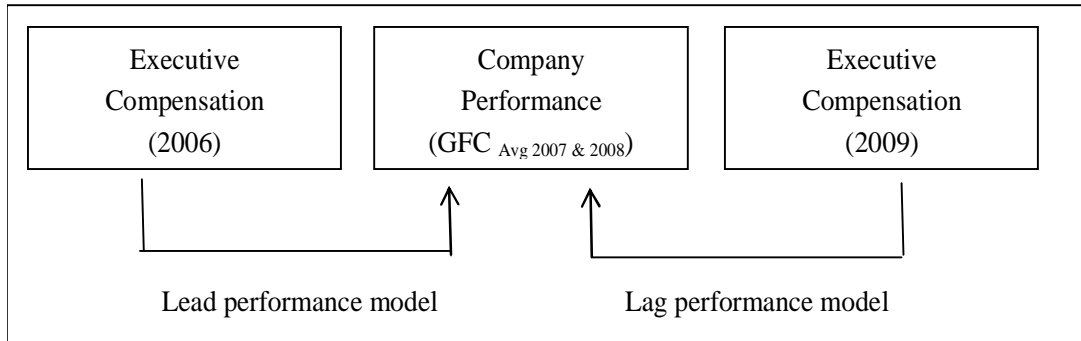 Executive
Compensation
(2006)
Company
Performance
(GFC Avg 2007 & 2008)
Executive
Compensation
(2009)
Lead performance model
Lag performance model